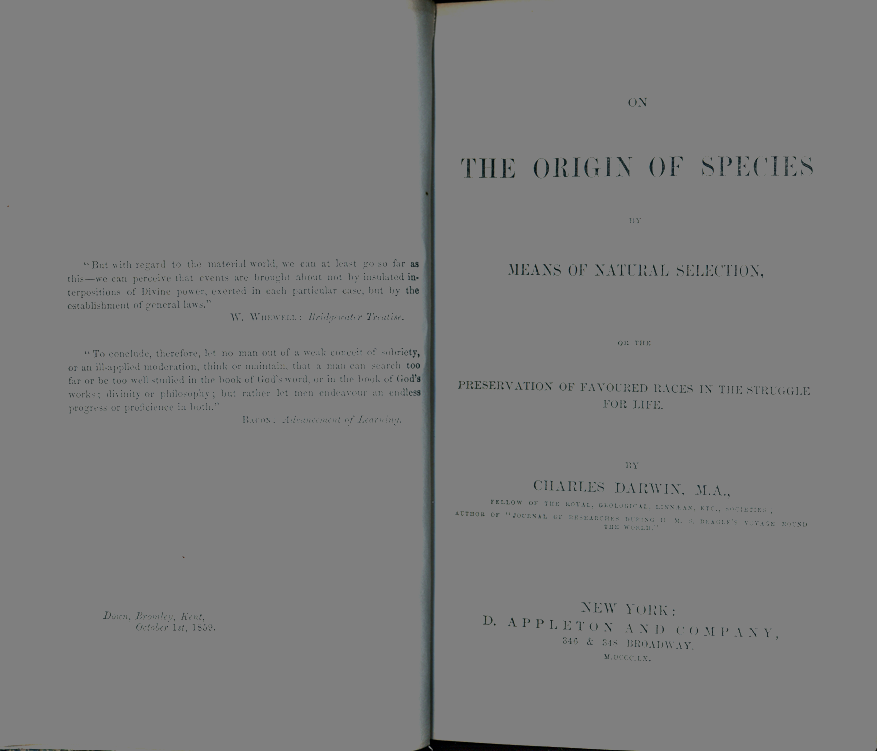 "But with regard to the material world, we can at least go so far as
this—we can perceive that events are brought about not by insulated in-
terpositions of Divine power, exerted in each particular case, but by the
establishment of general laws."
W. WHEWELL: Bridgewater Treatise.
"To conclude, therefore, let no man out of a weak conceit of sobriety,
or an ill-applied moderation, think or maintain, that a man can search too
far or be too well studied in the book of God's word, or in the book of God's
works; divinity or philosophy; but rather let men endeavour an endless
progress or proficience in both."
BACON: Advancement of Learning.
Down, Bromley, Kent,
October 1st, 1859.
ON
THE ORIGIN OF SPECIES
BY
MEANS OF NATURAL SELECTION,
OR THE
PRESERVATION OF FAVOURED RACES IN THE STRUGGLE
FOR LIFE.
BY
CHARLES DARWIN, M.A.,
FELLOW OF THE ROYAL, GEOLOGICAL, LINNÆAN, ETC., SOCIETIES;
AUTHOR OF "JOURNAL OF RESEARCHES DURING H. M. S. BEAGLE'S VOYAGE ROUND
THE WORLD."
NEW YORK:
D. APPLETON AND COMPANY,
346 & 348 BROADWAY.
M.DCCC.LX.